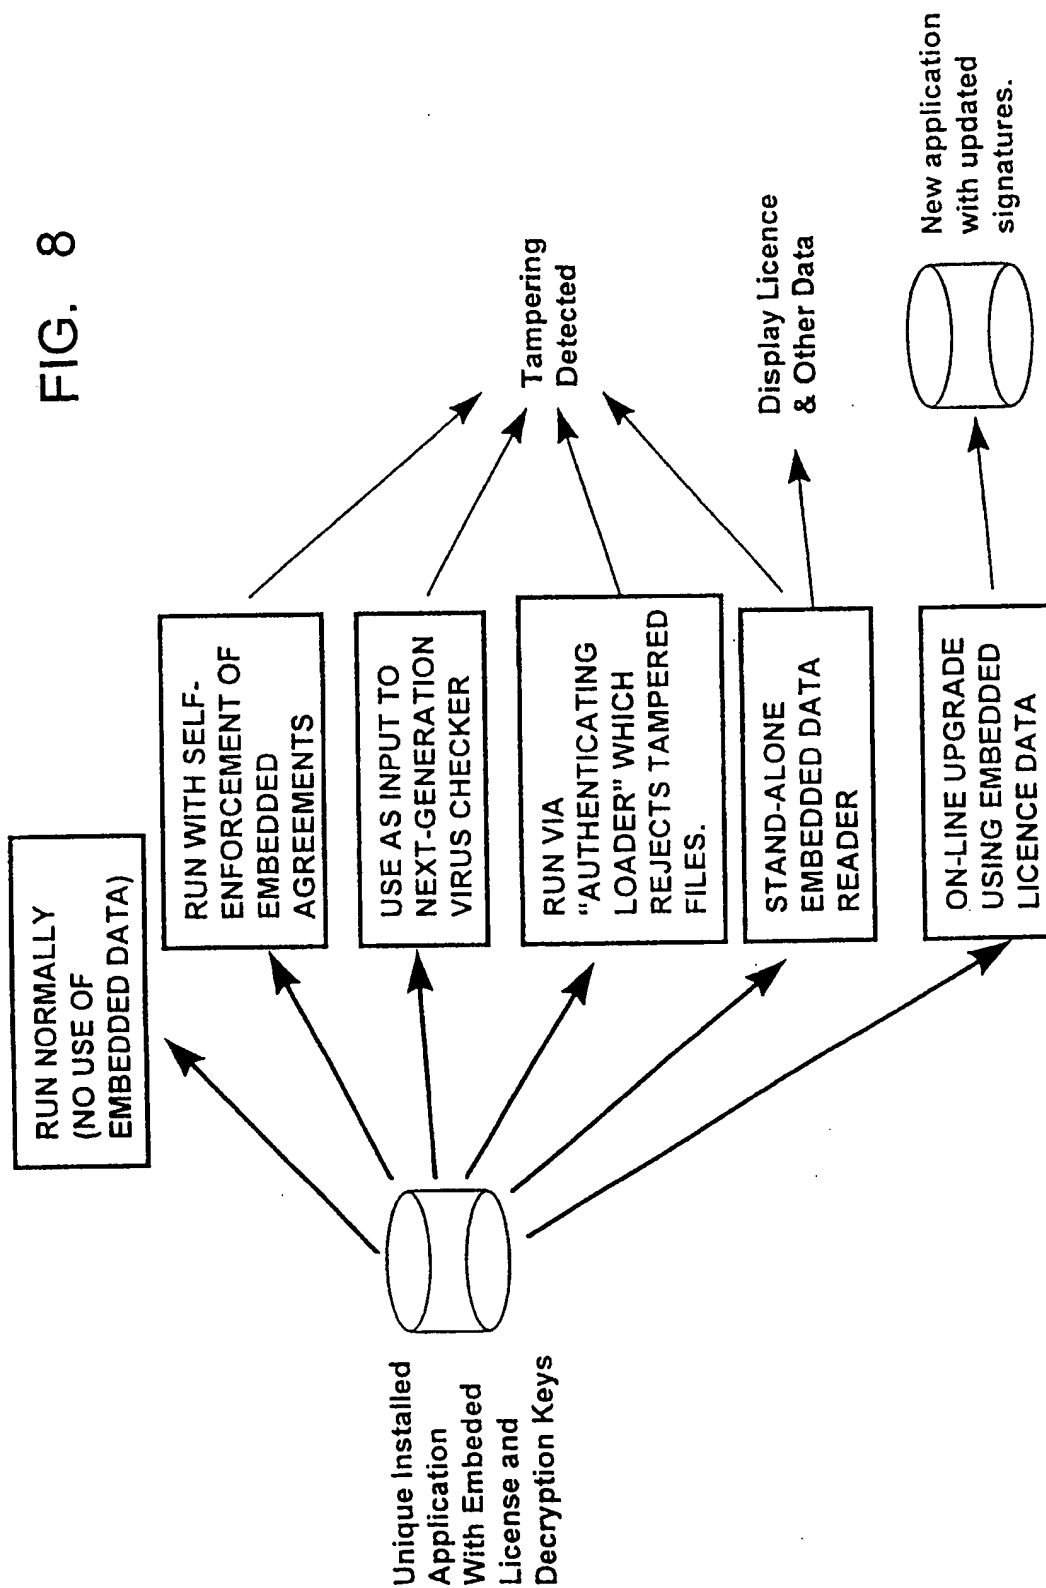 FIG. 8
RUN NORMALLY
(NO USE OF
EMBEDDED DATA)
RUN WITH SELF-
ENFORCEMENT OF
EMBEDDED
AGREEMENTS
USE AS INPUT TO
NEXT-GENERATION
VIRUS CHECKER
RUN VIA
“AUTHENTICATING
LOADER” WHICH
REJECTS TAMPERED
FILES.
STAND-ALONE
EMBEDDED DATA
READER
ON-LINE UPGRADE
USING EMBEDDED
LICENCE DATA
Unique Installed
Application
With Embeded
License and
Decryption Keys
Tampering
Detected
Display Licence
& Other Data
New application
with updated
signatures.